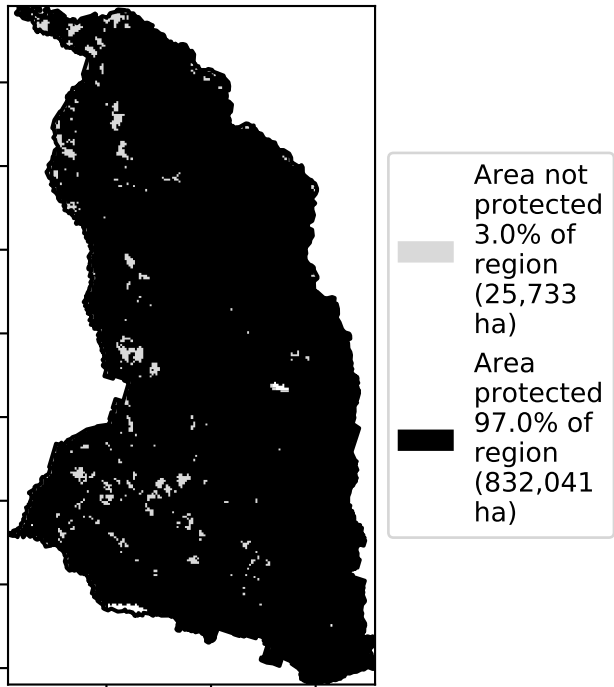 Area not
protected
3.0% of
region
(25,733
ha)
Area
protected
97.0% of
region
(832,041
ha)